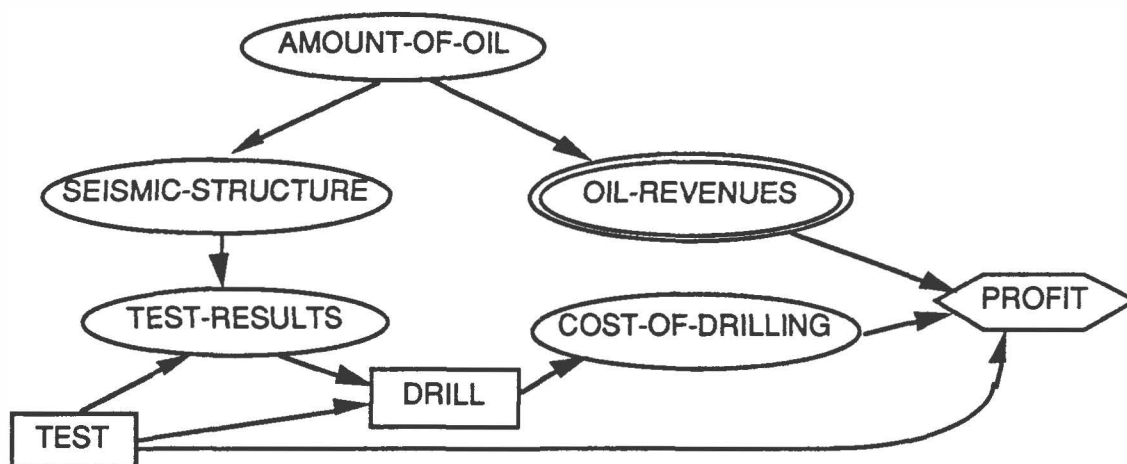 AMOUNT-OF-OIL
SEISMIC-STRUCTURE
OIL-REVENUES
TEST-RESULTS
COST-OF-DRILLING
PROFIT
DRILL
TEST